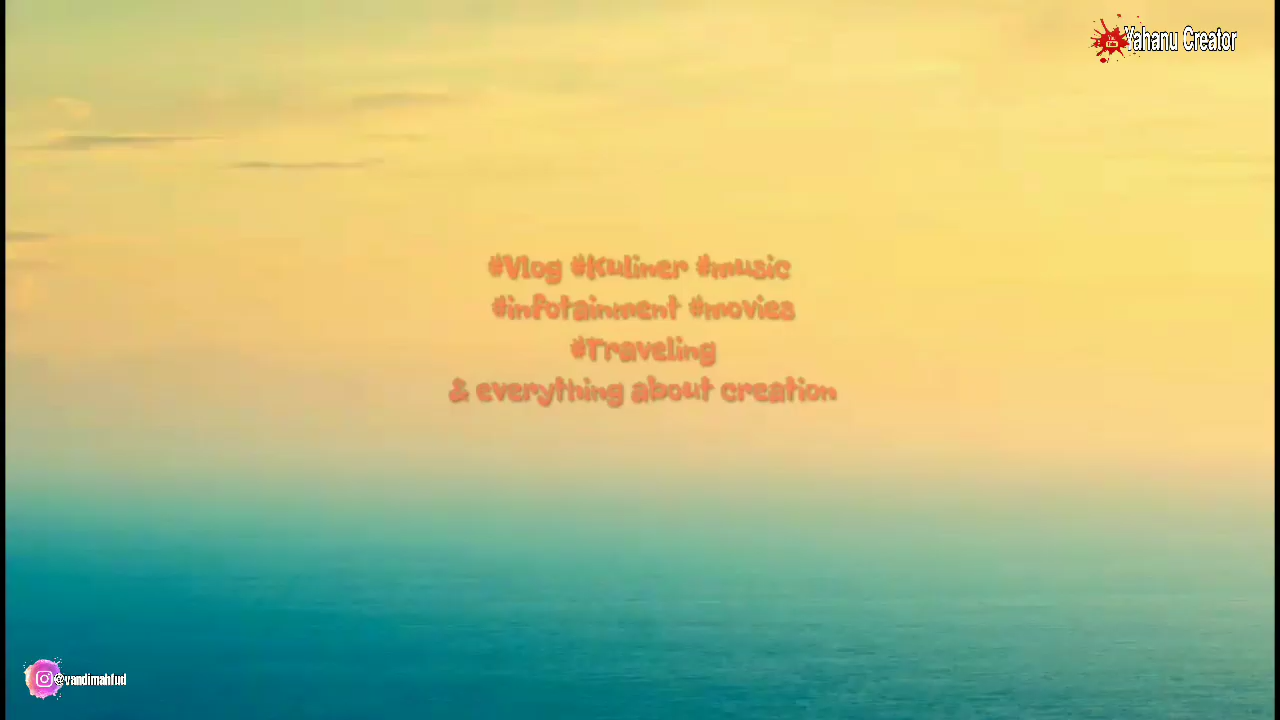 Yahanu Creator
#Vlog #Kuliner #music
#infotainment #movies
#Traveling
& everything about creation
@vandimahfud